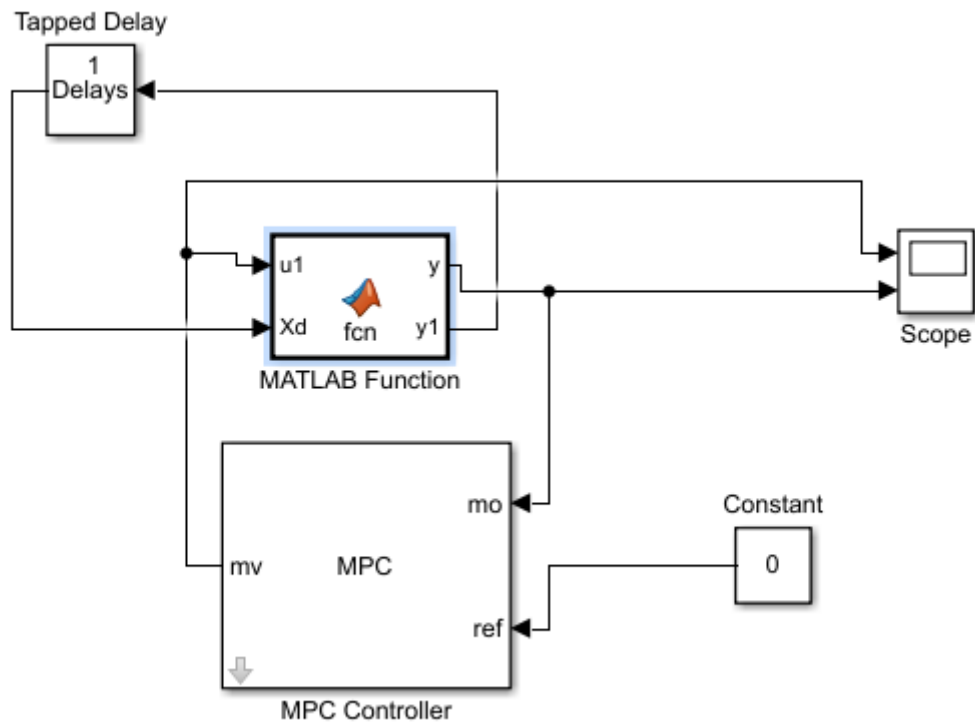 Tapped Delay
1
Delays
u1
y
Xd
fcn
y1
MATLAB Function
Scope
mo
Constant
mv
MPC
0
ref
MPC Controller